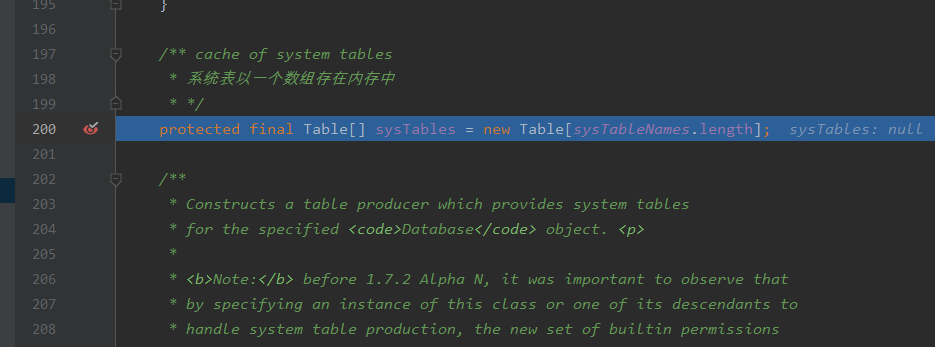 195 }
196
197 /** cache of system tables
198 * 系统表以一个数组存在内存中
199 * */
200 protected final Table[] sysTables = new Table[sysTableNames.length]; sysTables: null
201
202 /**
203 * Constructs a table producer which provides system tables
204 * for the specified <code>Database</code> object. <p>
205 *
206 * <b>Note:</b> before 1.7.2 Alpha N, it was important to observe that
207 * by specifying an instance of this class or one of its descendants to
208 * handle system table production, the new set of builtin permissions